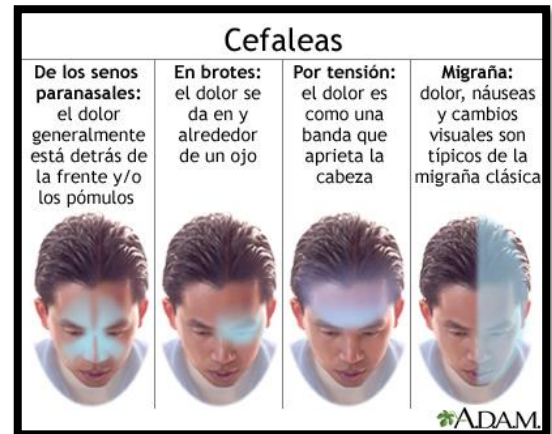 Cefaleas
De los senos
paranasales:
el dolor
generalmente
está detrás de
la frente y/o
los pómulos
En brotes:
el dolor se
da en y
alrededor
de un ojo
Por tensión:
el dolor es
como una
banda que
aprieta la
cabeza
Migraña:
dolor, náuseas
y cambios
visuales son
típicos de la
migraña clásica
A.D.A.M.